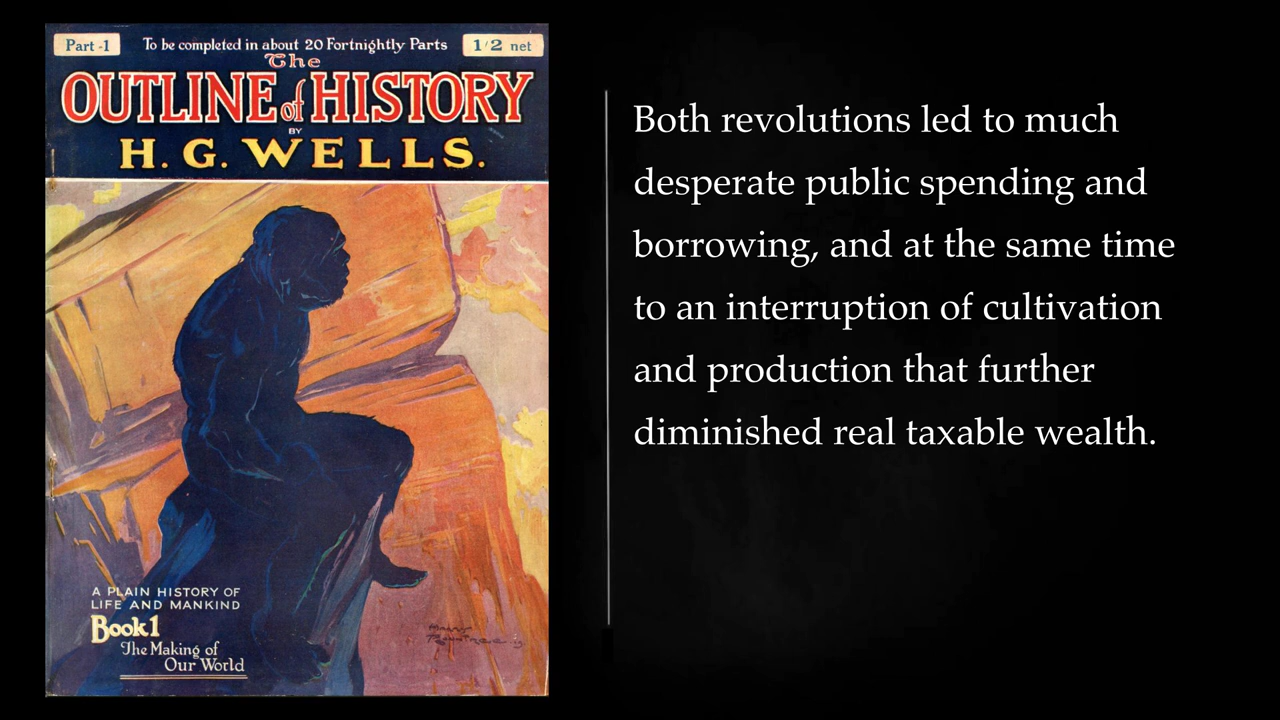 Part -1
To be completed in about 20 Fortnightly Parts
1/2 net
The
OUTLINE of HISTORY
BY
H. G. WELLS.
A PLAIN HISTORY OF
LIFE AND MANKIND
Book 1
The Making of
Our World
Both revolutions led to much
desperate public spending and
borrowing, and at the same time
to an interruption of cultivation
and production that further
diminished real taxable wealth.